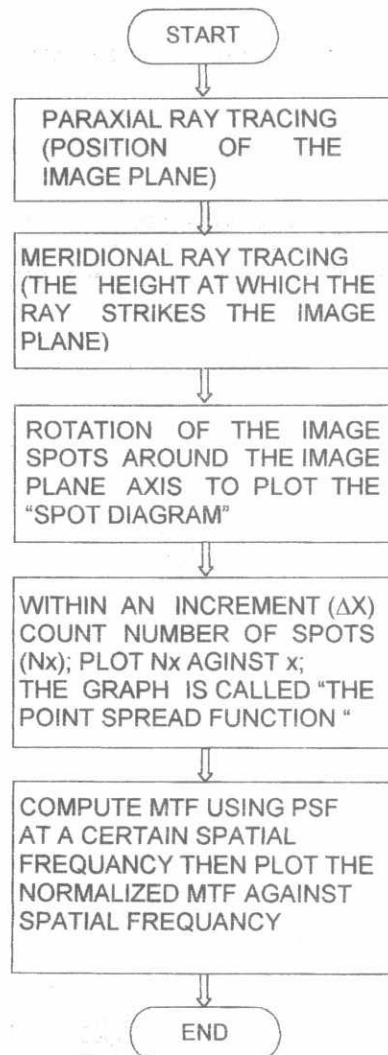 START
PARAXIAL RAY TRACING
(POSITION OF THE
IMAGE PLANE)
MERIDIONAL RAY TRACING
(THE HEIGHT AT WHICH THE
RAY STRIKES THE IMAGE
PLANE)
ROTATION OF THE IMAGE
SPOTS AROUND THE IMAGE
PLANE AXIS TO PLOT THE
“SPOT DIAGRAM”
WITHIN AN INCREMENT (ΔX)
COUNT NUMBER OF SPOTS
(Nx); PLOT Nx AGINST x;
THE GRAPH IS CALLED “THE
POINT SPREAD FUNCTION “
COMPUTE MTF USING PSF
AT A CERTAIN SPATIAL
FREQUANCY THEN PLOT THE
NORMALIZED MTF AGAINST
SPATIAL FREQUANCY
END